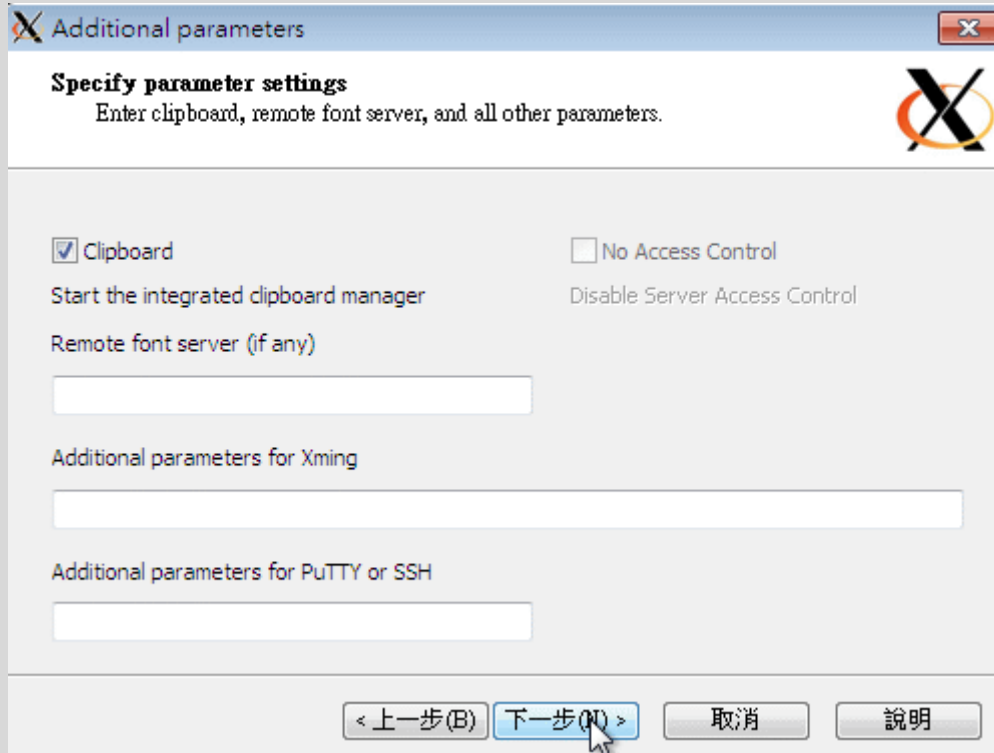 Additional parameters
Specify parameter settings
Enter clipboard, remote font server, and all other parameters.
Clipboard
No Access Control
Start the integrated clipboard manager
Disable Server Access Control
Remote font server (if any)
Additional parameters for Xming
Additional parameters for PuTTY or SSH
< 上一步(B)
下一步(N) >
取消
說明